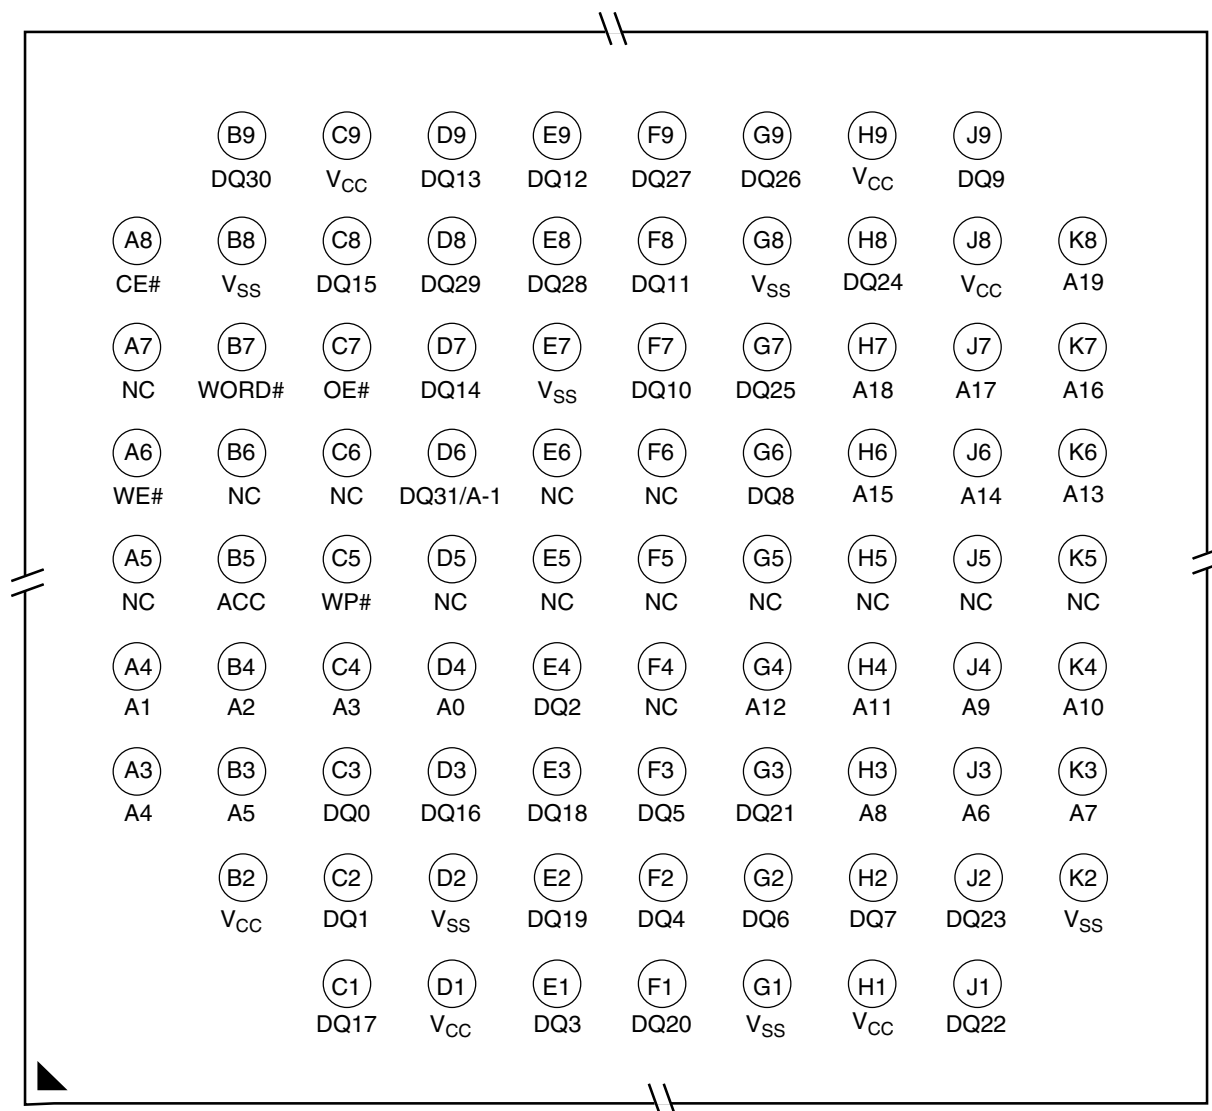 B9 C9 D9 E9 F9 G9 H9 J9
DQ30 VCC DQ13 DQ12 DQ27 DQ26 VCC DQ9
A8 B8 C8 D8 E8 F8 G8 H8 J8 K8
CE# VSS DQ15 DQ29 DQ28 DQ11 VSS DQ24 VCC A19
A7 B7 C7 D7 E7 F7 G7 H7 J7 K7
NC WORD# OE# DQ14 VSS DQ10 DQ25 A18 A17 A16
A6 B6 C6 D6 E6 F6 G6 H6 J6 K6
WE# NC NC DQ31/A-1 NC NC DQ8 A15 A14 A13
A5 B5 C5 D5 E5 F5 G5 H5 J5 K5
NC ACC WP# NC NC NC NC NC NC NC
A4 B4 C4 D4 E4 F4 G4 H4 J4 K4
A1 A2 A3 A0 DQ2 NC A12 A11 A9 A10
A3 B3 C3 D3 E3 F3 G3 H3 J3 K3
A4 A5 DQ0 DQ16 DQ18 DQ5 DQ21 A8 A6 A7
B2 C2 D2 E2 F2 G2 H2 J2 K2
VCC DQ1 VSS DQ19 DQ4 DQ6 DQ7 DQ23 VSS
C1 D1 E1 F1 G1 H1 J1
DQ17 VCC DQ3 DQ20 VSS VCC DQ22